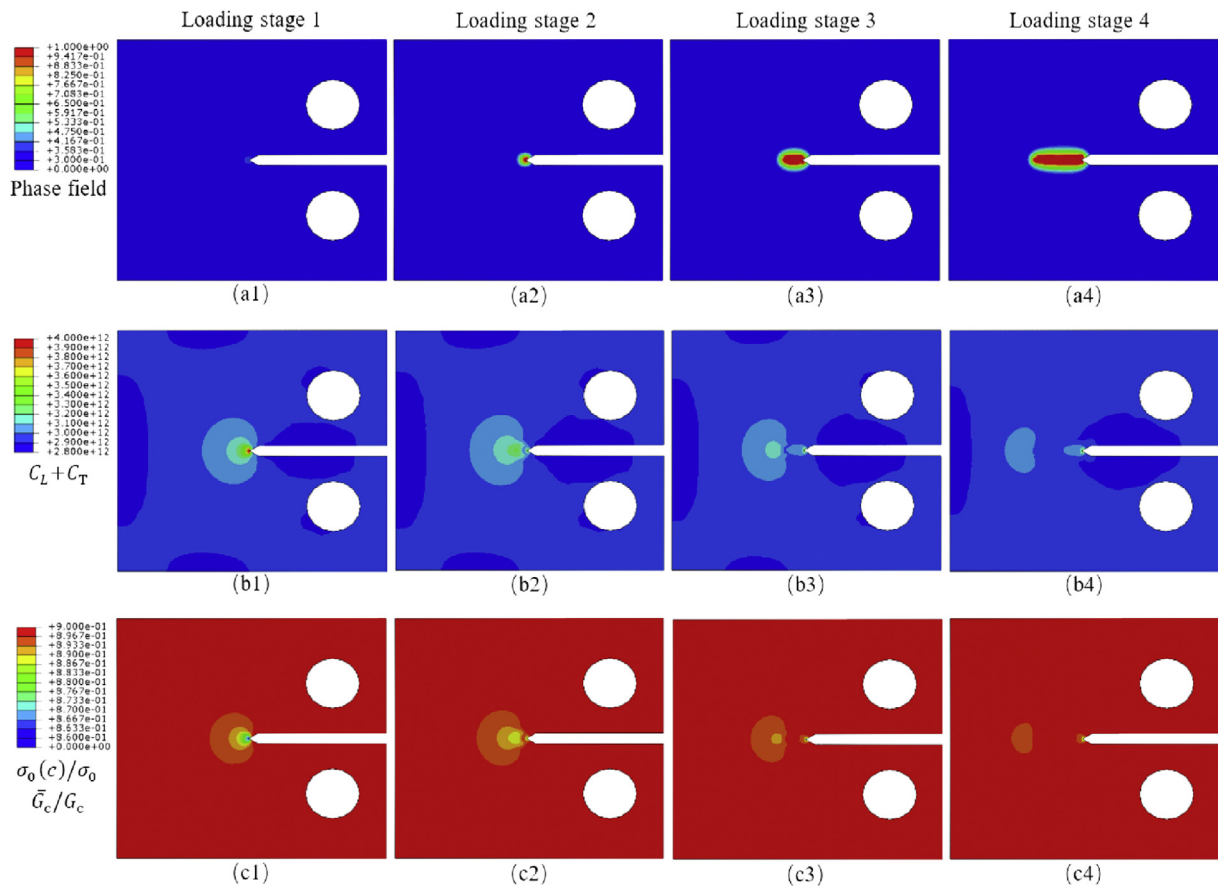 Loading stage 1 Loading stage 2 Loading stage 3 Loading stage 4
+1.000e+00
+9.417e-01
+8.833e-01
+8.250e-01
+7.667e-01
+7.083e-01
+6.500e-01
+5.917e-01
+5.333e-01
+4.750e-01
+4.167e-01
+3.583e-01
+3.000e-01
+0.000e+00
Phase field
(a1) (a2) (a3) (a4)
+4.000e+12
+3.900e+12
+3.800e+12
+3.700e+12
+3.600e+12
+3.500e+12
+3.400e+12
+3.300e+12
+3.200e+12
+3.100e+12
+3.000e+12
+2.900e+12
+2.800e+12
C_L+C_T
(b1) (b2) (b3) (b4)
+9.000e-01
+8.967e-01
+8.933e-01
+8.900e-01
+8.867e-01
+8.833e-01
+8.800e-01
+8.767e-01
+8.733e-01
+8.700e-01
+8.667e-01
+8.633e-01
+8.600e-01
+0.000e+00
σ₀(c)/σ₀
Ḡ_c/G_c
(c1) (c2) (c3) (c4)